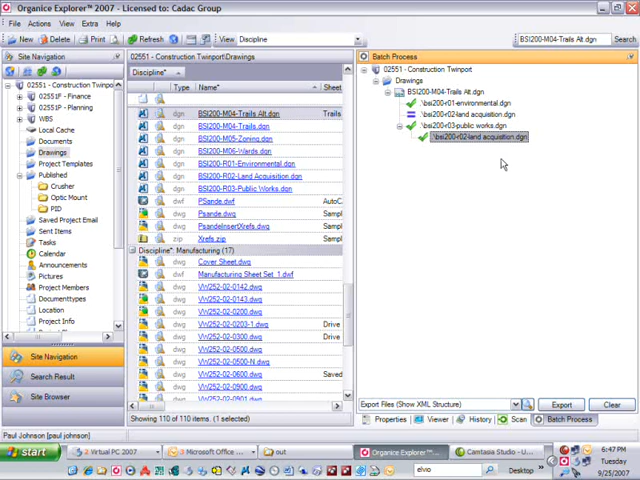 Organice Explorer™ - Licensed to: Cadac Group
File Actions View Extra Help
New Delete Print Refresh View Discipline BSI200-M04-Trails Alt.dgn Search
Site Navigation
02551 - Construction Twinport
02551F - Finance
02551P - Planning
WBS
Local Cache
Documents
Drawings
Project Templates
Published
Crusher
Optic Mount
PID
Saved Project Email
Sent Items
Tasks
Calendar
Announcements
Pictures
Project Members
Documenttypes
Location
Project Info
Site Navigation
Search Result
Site Browser
02551 - Construction Twinport\Drawings
Discipline*
Type Name* Sheet
dgn BSI200-M04-Trails Alt.dgn Trails
dgn BSI200-M04-Trails.dgn
dgn BSI200-M05-Zoning.dgn
dgn BSI200-M06-Wards.dgn
dgn BSI200-R01-Environmental.dgn
dgn BSI200-R02-Land Acquisition.dgn
dgn BSI200-R03-Public Works.dgn
dwf PSande.dwf AutoCA
dwg Psande.dwg Sampl
dwg PsandeInsertXrefs.dwg Sampl
zip Xrefs.zip Sampl
Discipline*: Manufacturing (17)
dwg Cover Sheet.dwg
dwf Manufacturing Sheet Set_1.dwf
dwg VW252-02-0142.dwg
dwg VW252-02-0143.dwg
dwg VW252-02-0200.dwg
dwg VW252-02-0203-1.dwg Drive
dwg VW252-02-0300.dwg Drive
dwg VW252-02-0500.dwg
dwg VW252-02-0500-N.dwg
dwg VW252-02-0600.dwg Saved
dwg VW252-02-0900.dwg
dwg VW252-02-0901.dwg
Showing 110 of 110 items. (1 selected)
Batch Process
02551 - Construction Twinport
Drawings
BSI200-M04-Trails Alt.dgn
.\bsi200-r01-environmental.dgn
.\bsi200-r02-land acquisition.dgn
.\bsi200-r03-public works.dgn
.\bsi200-r02-land acquisition.dgn
Export Files (Show XML Structure) Export Clear
Properties Viewer History Scan Batch Process
Paul Johnson [paul johnson]
start 2 Virtual PC 2007 3 Microsoft Office ... out Organice Explorer™... Camtasia Studio - U...
elvio Desktop
6:47 PM
Tuesday
9/25/2007